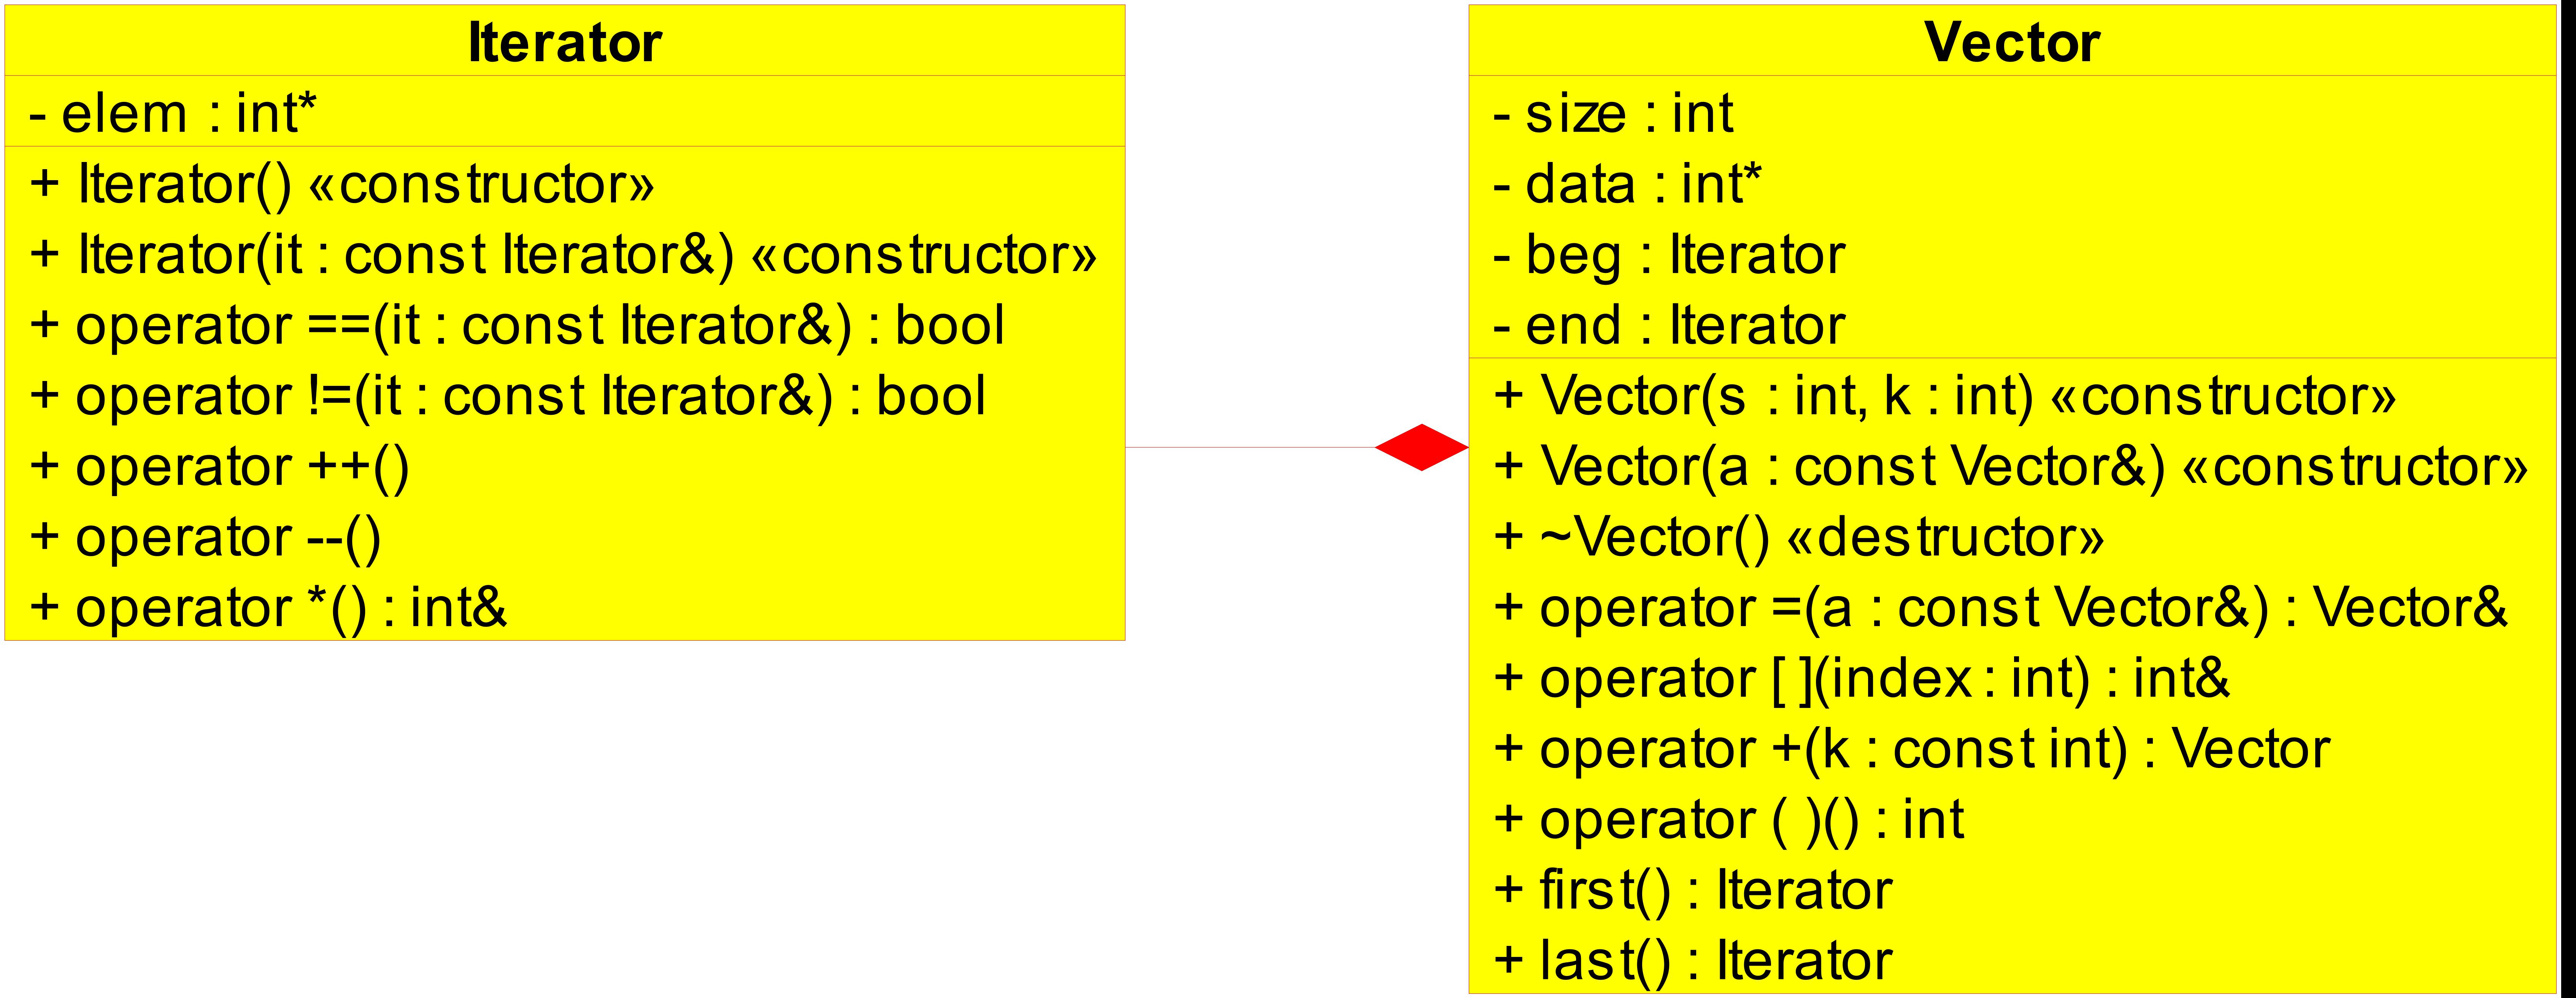 Iterator
- elem : int*
+ Iterator() «constructor»
+ Iterator(it : const Iterator&) «constructor»
+ operator ==(it : const Iterator&) : bool
+ operator !=(it : const Iterator&) : bool
+ operator ++()
+ operator --()
+ operator *() : int&
Vector
- size : int
- data : int*
- beg : Iterator
- end : Iterator
+ Vector(s : int, k : int) «constructor»
+ Vector(a : const Vector&) «constructor»
+ ~Vector() «destructor»
+ operator =(a : const Vector&) : Vector&
+ operator [ ](index : int) : int&
+ operator +(k : const int) : Vector
+ operator ( )() : int
+ first() : Iterator
+ last() : Iterator